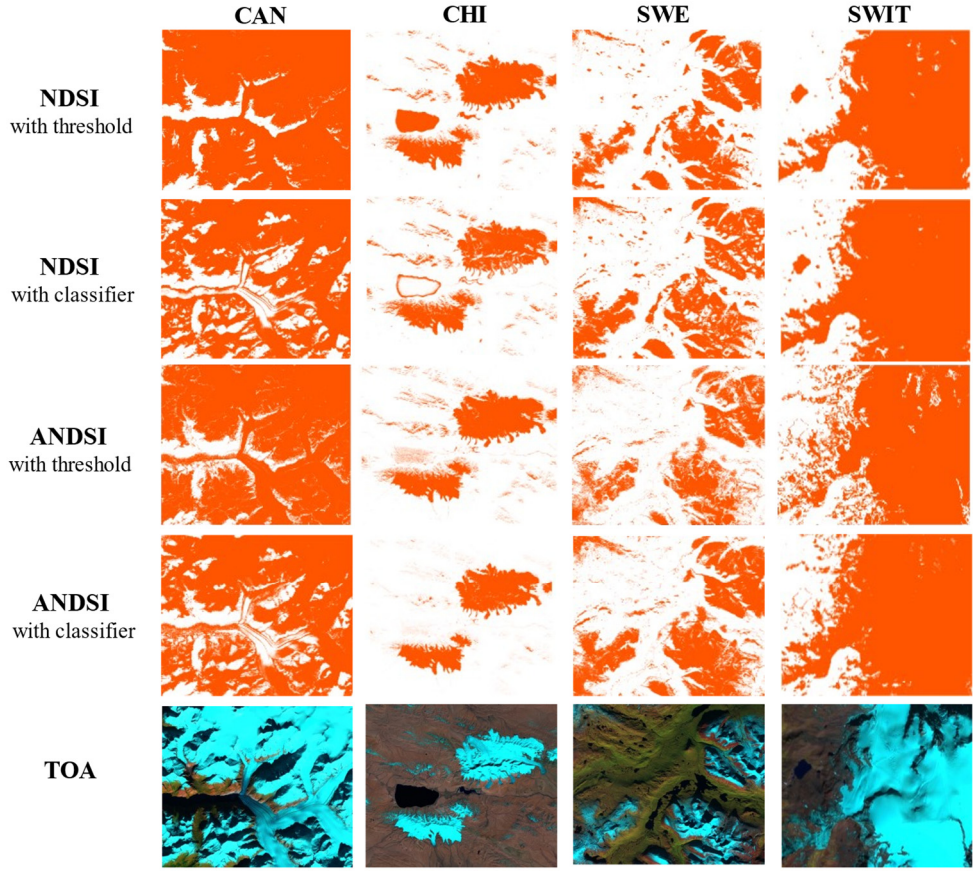 CAN CHI SWE SWIT
NDSI
with threshold
NDSI
with classifier
ANDSI
with threshold
ANDSI
with classifier
TOA